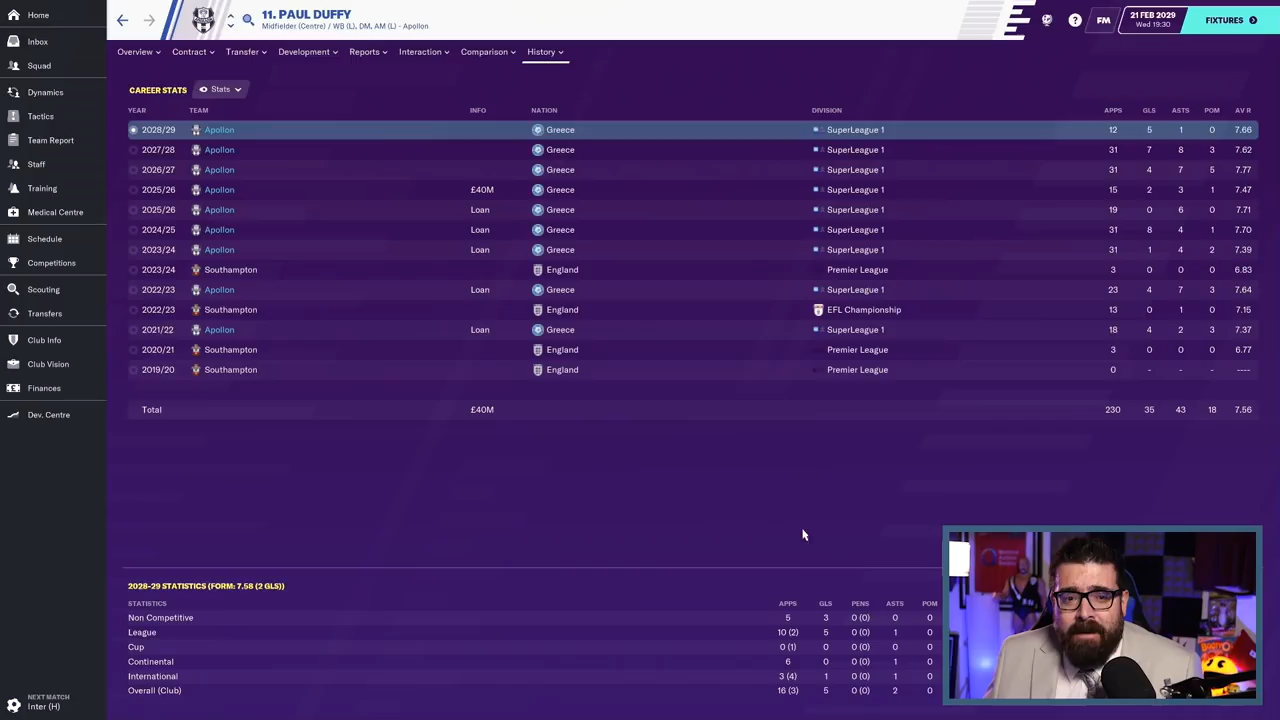 11. PAUL DUFFY
Midfielder (Centre) / WB (L), DM, AM (L) - Apollon
FM
21 FEB 2029
Wed 19:30
FIXTURES
Home
Inbox
Squad
Dynamics
Tactics
Team Report
Staff
Training
Medical Centre
Schedule
Competitions
Scouting
Transfers
Club Info
Club Vision
Finances
Dev. Centre
NEXT MATCH
Inter (H)
Overview Contract Transfer Development Reports Interaction Comparison History
CAREER STATS Stats
YEAR TEAM INFO NATION DIVISION APPS GLS ASTS POM AV R
2028/29 Apollon Greece SuperLeague 1 12 5 1 0 7.66
2027/28 Apollon Greece SuperLeague 1 31 7 8 3 7.62
2026/27 Apollon Greece SuperLeague 1 31 4 7 5 7.77
2025/26 Apollon £40M Greece SuperLeague 1 15 2 3 1 7.47
2025/26 Apollon Loan Greece SuperLeague 1 19 0 6 0 7.71
2024/25 Apollon Loan Greece SuperLeague 1 31 8 4 1 7.70
2023/24 Apollon Loan Greece SuperLeague 1 31 1 4 2 7.39
2023/24 Southampton England Premier League 3 0 0 0 6.83
2022/23 Apollon Loan Greece SuperLeague 1 23 4 7 3 7.64
2022/23 Southampton England EFL Championship 13 0 1 0 7.15
2021/22 Apollon Loan Greece SuperLeague 1 18 4 2 3 7.37
2020/21 Southampton England Premier League 3 0 0 0 6.77
2019/20 Southampton England Premier League 0 - - - ----
Total £40M 230 35 43 18 7.56
2028-29 STATISTICS (FORM: 7.58 (2 GLS))
STATISTICS APPS GLS PENS ASTS POM
Non Competitive 5 3 0 (0) 0 0
League 10 (2) 5 0 (0) 1 0
Cup 0 (1) 0 0 (0) 0 0
Continental 6 0 0 (0) 1 0
International 3 (4) 1 0 (0) 1 0
Overall (Club) 16 (3) 5 0 (0) 2 0